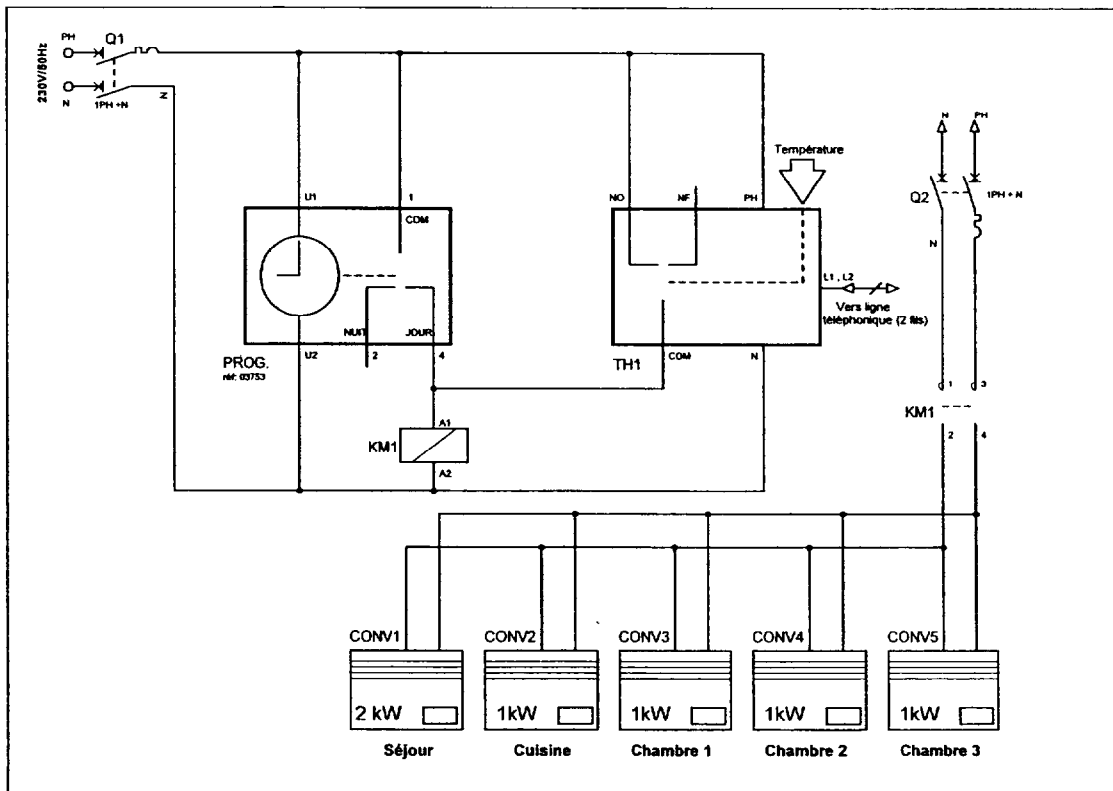 PH
Q1
230V/50Hz
N
1PH +N
N
U1
1
COM
NUIT
JOUR
U2
2
4
PROG.
réf: 03753
KM1
A1
A2
Température
NO
NF
PH
L1 , L2
Vers ligne
téléphonique (2 fils)
TH1
COM
N
N
PH
Q2
1PH + N
N
1
3
KM1
2
4
CONV1
CONV2
CONV3
CONV4
CONV5
2 kW
1kW
1kW
1kW
1kW
Séjour
Cuisine
Chambre 1
Chambre 2
Chambre 3